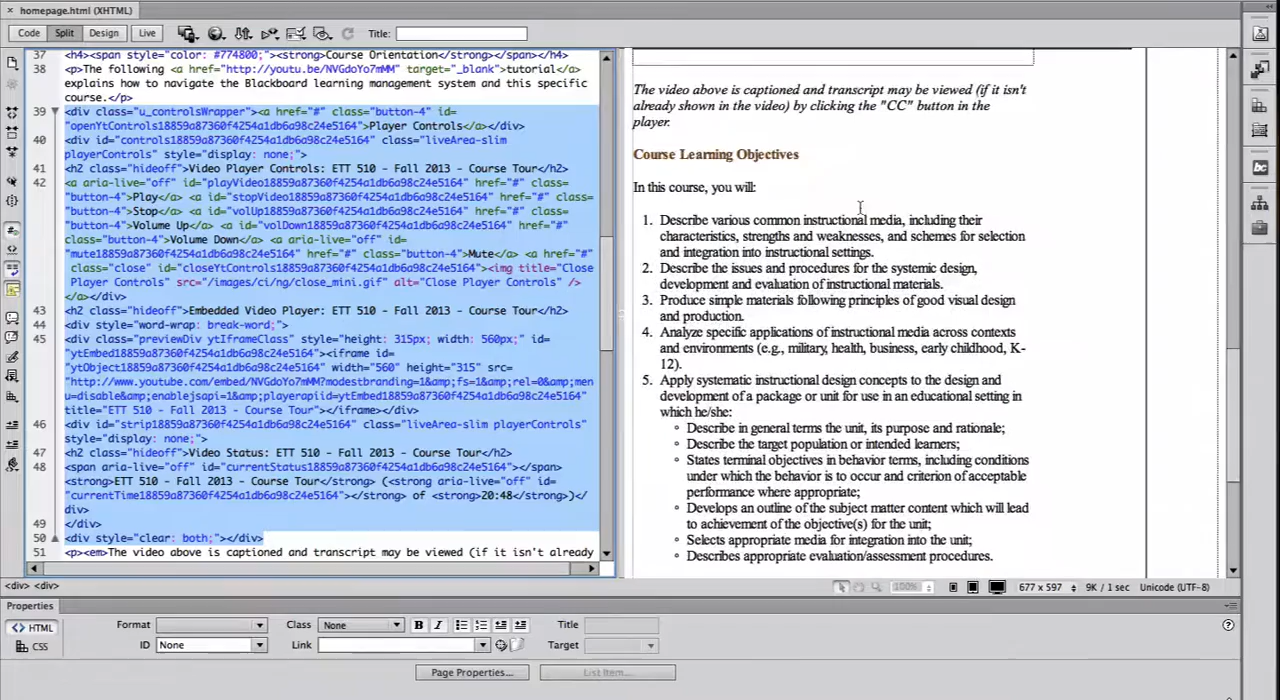 × homepage.html (XHTML)
Code Split Design Live Title:
37 <h4><span style="color: #774800;"><strong>Course Orientation</strong></span></h4>
38 <p>The following <a href="http://youtu.be/NVGdoYo7mMM" target="_blank">tutorial</a>
explains how to navigate the Blackboard learning management system and this specific
course.</p>
39 <div class="u_controlsWrapper"><a href="#" class="button-4" id=
"openYtControls18859a87360f4254a1db6a98c24e5164">Player Controls</a></div>
40 <div id="controls18859a87360f4254a1db6a98c24e5164" class="liveArea-slim
playerControls" style="display: none;">
41 <h2 class="hideoff">Video Player Controls: ETT 510 - Fall 2013 - Course Tour</h2>
42 <a aria-live="off" id="playVideo18859a87360f4254a1db6a98c24e5164" href="#" class=
"button-4">Play</a> <a id="stopVideo18859a87360f4254a1db6a98c24e5164" href="#" class=
"button-4">Stop</a> <a id="volUp18859a87360f4254a1db6a98c24e5164" href="#" class=
"button-4">Volume Up</a> <a id="volDown18859a87360f4254a1db6a98c24e5164" href="#"
class="button-4">Volume Down</a> <a aria-live="off" id=
"mute18859a87360f4254a1db6a98c24e5164" href="#" class="button-4">Mute</a> <a href="#"
class="close" id="closeYtControls18859a87360f4254a1db6a98c24e5164"><img title="Close
Player Controls" src="/images/ci/ng/close_mini.gif" alt="Close Player Controls" />
</a></div>
43 <h2 class="hideoff">Embedded Video Player: ETT 510 - Fall 2013 - Course Tour</h2>
44 <div style="word-wrap: break-word;">
45 <div class="previewDiv ytIframeClass" style="height: 315px; width: 560px;" id=
"ytEmbed18859a87360f4254a1db6a98c24e5164"><iframe id=
"ytObject18859a87360f4254a1db6a98c24e5164" width="560" height="315" src=
"http://www.youtube.com/embed/NVGdoYo7mMM?modestbranding=1&amp;fs=1&amp;rel=0&amp;men
u=disable&amp;enablejsapi=1&amp;playerapiid=ytEmbed18859a87360f4254a1db6a98c24e5164"
title="ETT 510 - Fall 2013 - Course Tour"></iframe></div>
46 <div id="strip18859a87360f4254a1db6a98c24e5164" class="liveArea-slim playerControls"
style="display: none;">
47 <h2 class="hideoff">Video Status: ETT 510 - Fall 2013 - Course Tour</h2>
48 <span aria-live="off" id="currentStatus18859a87360f4254a1db6a98c24e5164"></span>
<strong>ETT 510 - Fall 2013 - Course Tour</strong> (<strong aria-live="off" id=
"currentTime18859a87360f4254a1db6a98c24e5164"></strong> of <strong>20:48</strong>)</
div>
49 </div>
50 <div style="clear: both;"></div>
51 <p><em>The video above is captioned and transcript may be viewed (if it isn't already
The video above is captioned and transcript may be viewed (if it isn't
already shown in the video) by clicking the "CC" button in the
player.
Course Learning Objectives
In this course, you will:
1. Describe various common instructional media, including their
characteristics, strengths and weaknesses, and schemes for selection
and integration into instructional settings.
2. Describe the issues and procedures for the systemic design,
development and evaluation of instructional materials.
3. Produce simple materials following principles of good visual design
and production.
4. Analyze specific applications of instructional media across contexts
and environments (e.g., military, health, business, early childhood, K-
12).
5. Apply systematic instructional design concepts to the design and
development of a package or unit for use in an educational setting in
which he/she:
◦ Describe in general terms the unit, its purpose and rationale;
◦ Describe the target population or intended learners;
◦ States terminal objectives in behavior terms, including conditions
under which the behavior is to occur and criterion of acceptable
performance where appropriate;
◦ Develops an outline of the subject matter content which will lead
to achievement of the objective(s) for the unit;
◦ Selects appropriate media for integration into the unit;
◦ Describes appropriate evaluation/assessment procedures.
<div> <div> 100% 677 x 597 9K / 1 sec Unicode (UTF-8)
Properties
<> HTML Format Class None B I Title
CSS ID None Link Target
Page Properties... List Item...